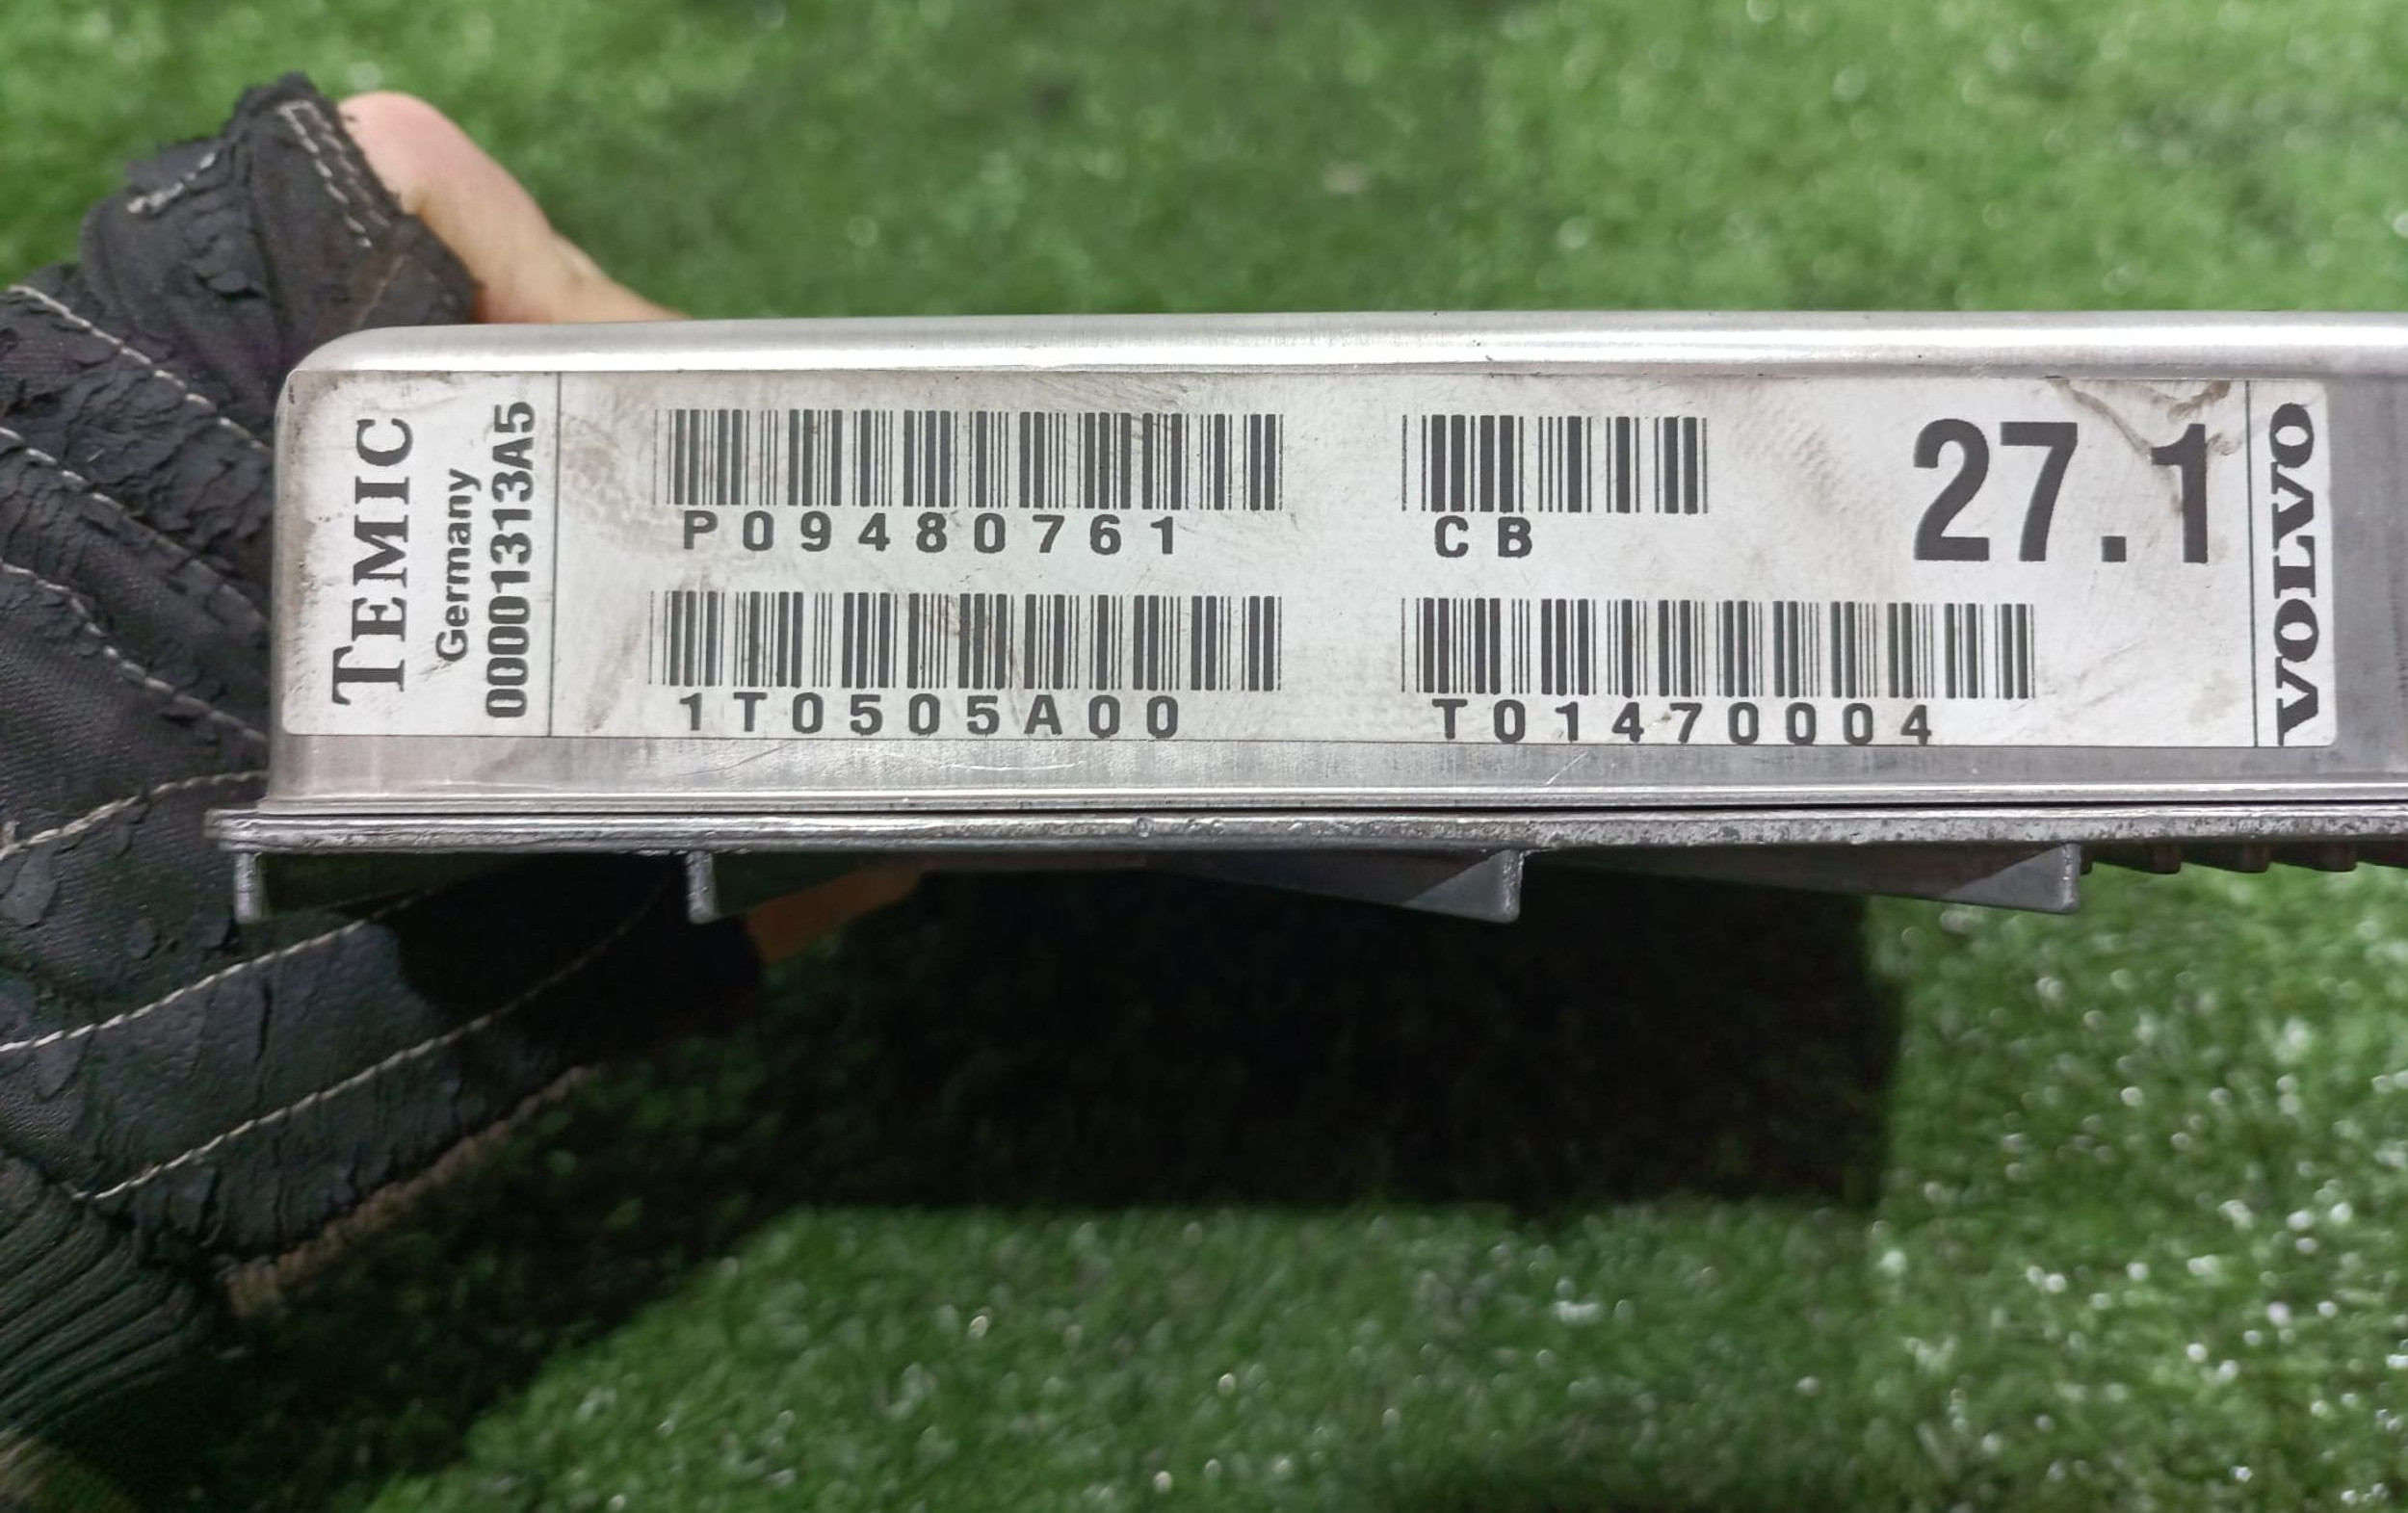 TEMIC
Germany
00001313A5
P09480761
CB
27.1
1T0505A00
T01470004
VOLVO